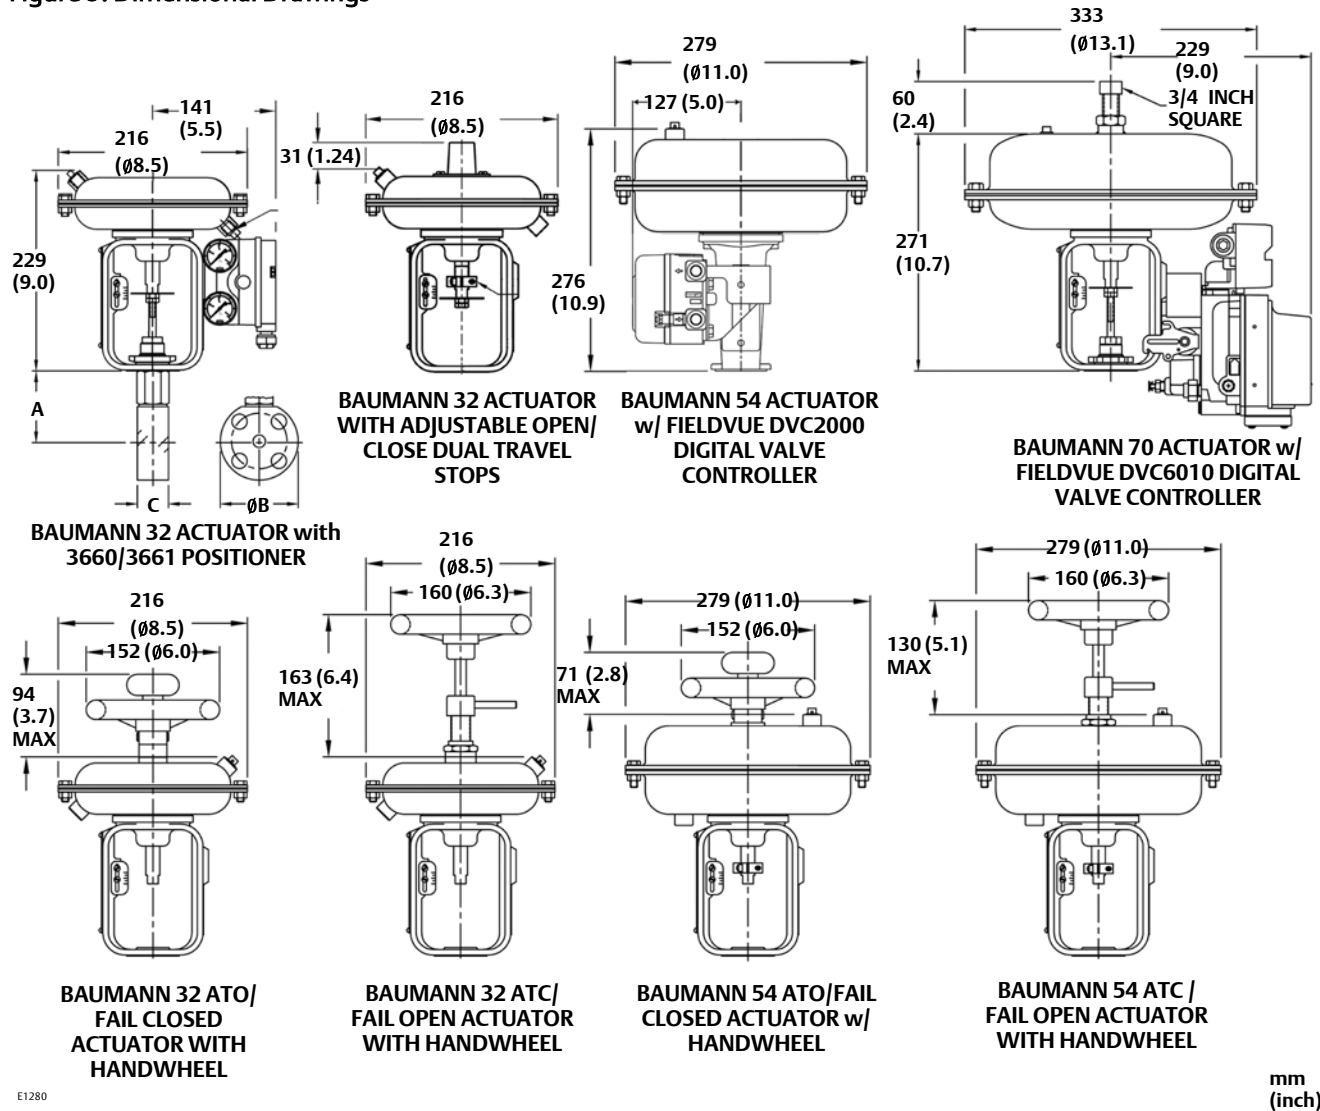 141
(5.5)
216
(Ø8.5)
229
(9.0)
A
C
ØB
BAUMANN 32 ACTUATOR with
3660/3661 POSITIONER
216
(Ø8.5)
31 (1.24)
BAUMANN 32 ACTUATOR
WITH ADJUSTABLE OPEN/
CLOSE DUAL TRAVEL
STOPS
279
(Ø11.0)
127 (5.0)
276
(10.9)
BAUMANN 54 ACTUATOR
w/ FIELDVUE DVC2000
DIGITAL VALVE
CONTROLLER
333
(Ø13.1)
229
(9.0)
60
(2.4)
3/4 INCH
SQUARE
271
(10.7)
BAUMANN 70 ACTUATOR w/
FIELDVUE DVC6010 DIGITAL
VALVE CONTROLLER
216
(Ø8.5)
152 (Ø6.0)
94
(3.7)
MAX
BAUMANN 32 ATO/
FAIL CLOSED
ACTUATOR WITH
HANDWHEEL
216
(Ø8.5)
160 (Ø6.3)
163 (6.4)
MAX
BAUMANN 32 ATC/
FAIL OPEN ACTUATOR
WITH HANDWHEEL
279 (Ø11.0)
152 (Ø6.0)
71 (2.8)
MAX
BAUMANN 54 ATO/FAIL
CLOSED ACTUATOR w/
HANDWHEEL
279 (Ø11.0)
160 (Ø6.3)
130 (5.1)
MAX
BAUMANN 54 ATC /
FAIL OPEN ACTUATOR
WITH HANDWHEEL
E1280
mm
(inch)